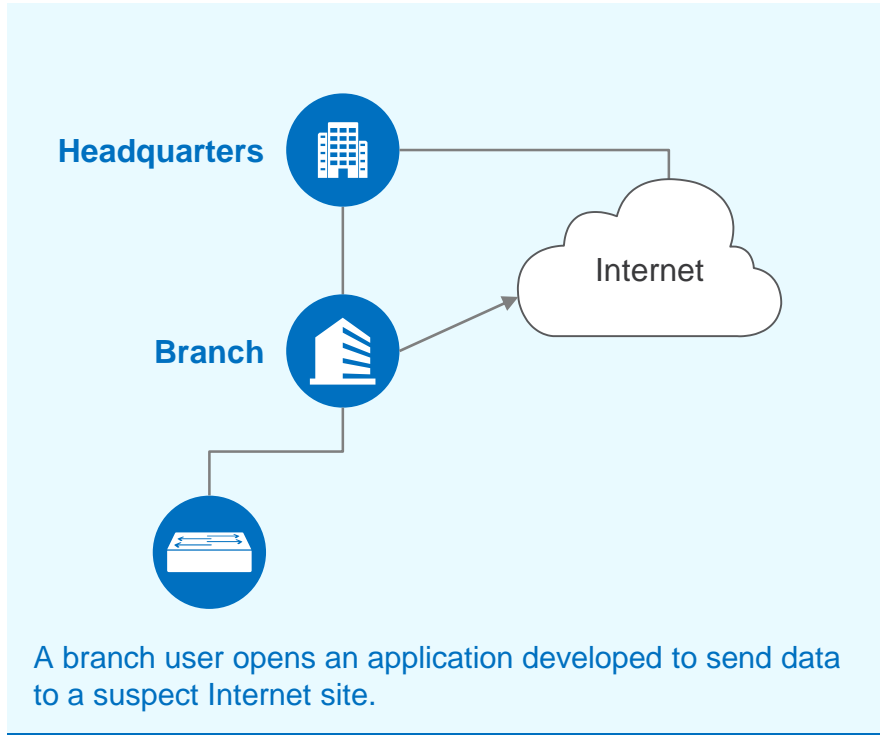 Headquarters
Internet
Branch
A branch user opens an application developed to send data
to a suspect Internet site.